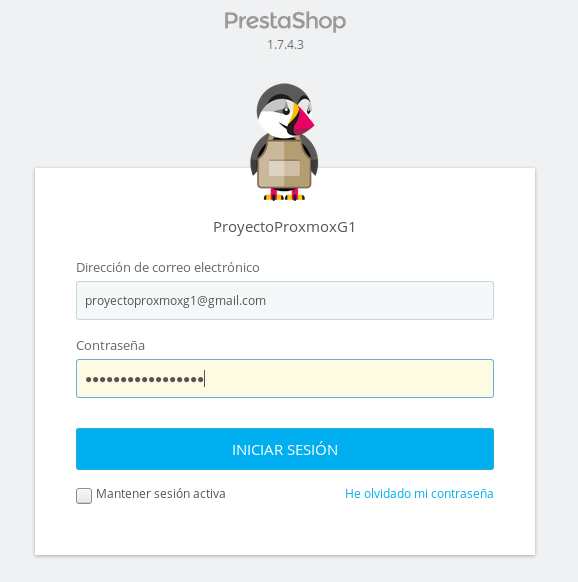 PrestaShop
1.7.4.3
ProyectoProxmoxG1
Dirección de correo electrónico
proyectoproxmoxg1@gmail.com
Contraseña
•••••••••••••••••
INICIAR SESIÓN
Mantener sesión activa
He olvidado mi contraseña